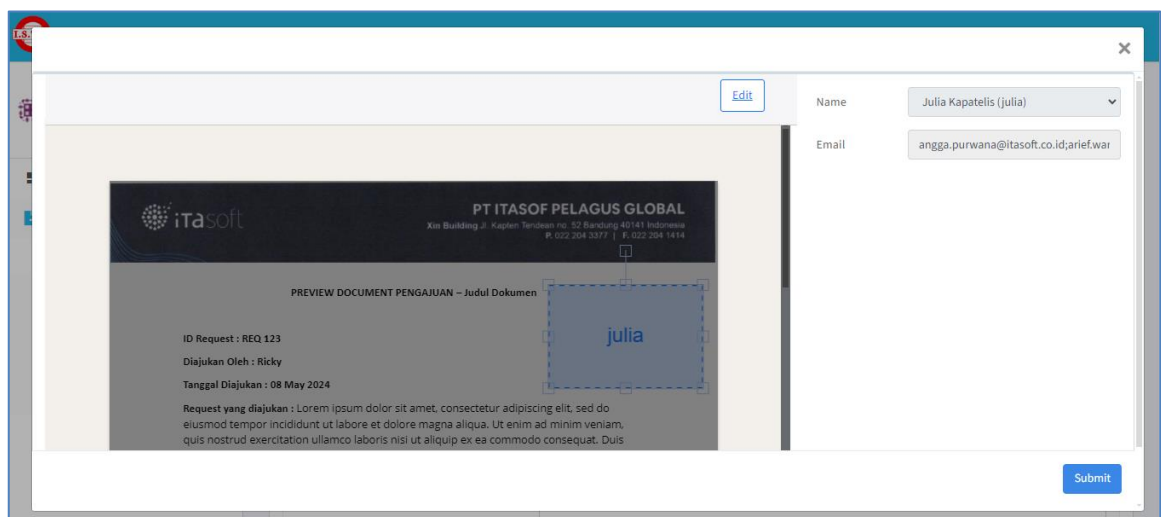 I.S.
×
Edit
Name
Julia Kapatelis (julia)
Email
angga.purwana@itasoft.co.id;arief.war
iTasoft
PT ITASOF PELAGUS GLOBAL
Xin Building Jl. Kapten Tendean no. 52 Bandung 40141 Indonesia
P. 022 204 3377 | F. 022 204 1414
PREVIEW DOCUMENT PENGAJUAN – Judul Dokumen
julia
ID Request : REQ 123
Diajukan Oleh : Ricky
Tanggal Diajukan : 08 May 2024
Request yang diajukan : Lorem ipsum dolor sit amet, consectetur adipiscing elit, sed do
eiusmod tempor incididunt ut labore et dolore magna aliqua. Ut enim ad minim veniam,
quis nostrud exercitation ullamco laboris nisi ut aliquip ex ea commodo consequat. Duis
Submit